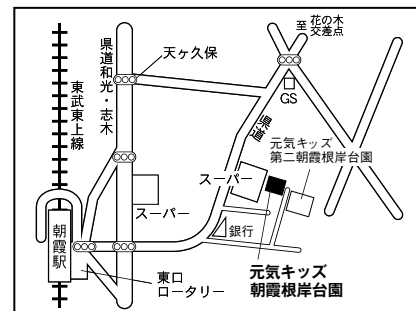 至 花の木
交差点
天ヶ久保
県道和光・志木
東武東上線
GS
県道
元気キッズ
第二朝霞根岸台園
スーパー
スーパー
銀行
朝霞駅
東口
ロータリー
元気キッズ
朝霞根岸台園